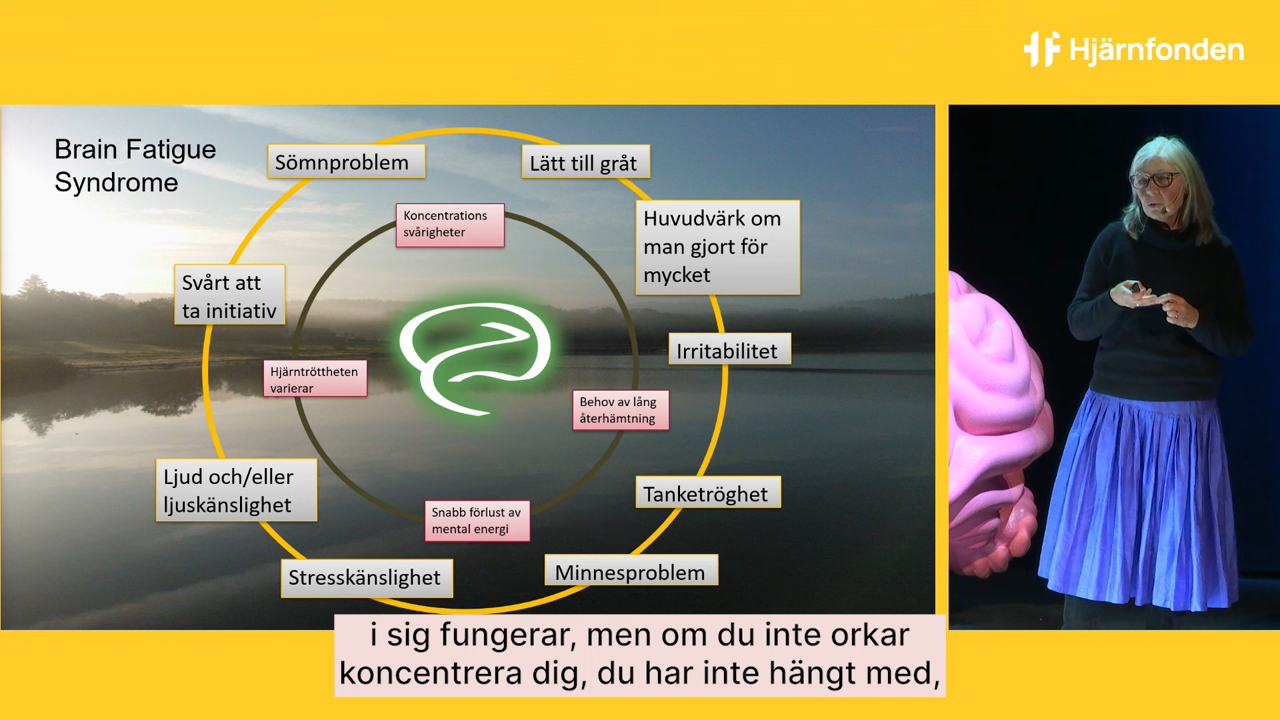 Hjärnfonden
Brain Fatigue
Syndrome
Sömnproblem
Lätt till gråt
Koncentrations
svårigheter
Huvudvärk om
man gjort för
mycket
Svårt att
ta initiativ
Irritabilitet
Hjärntröttheten
varierar
Behov av lång
återhämtning
Ljud och/eller
ljuskänslighet
Tanketröghet
Snabb förlust av
mental energi
Stresskänslighet
Minnesproblem
i sig fungerar, men om du inte orkar
koncentrera dig, du har inte hängt med,